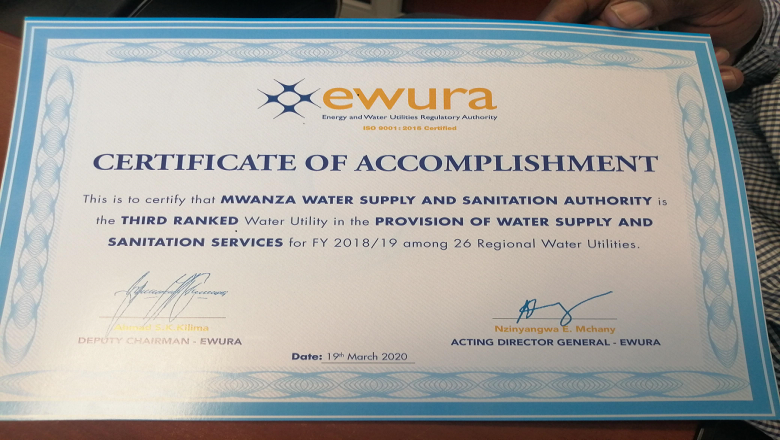 ewura
Energy and Water Utilities Regulatory Authority
ISO 9001:2015 Certified
CERTIFICATE OF ACCOMPLISHMENT
This is to certify that MWANZA WATER SUPPLY AND SANITATION AUTHORITY is
the THIRD RANKED Water Utility in the PROVISION OF WATER SUPPLY AND
SANITATION SERVICES for FY 2018/19 among 26 Regional Water Utilities.
Kilima
DEPUTY CHAIRMAN - EWURA
Nzinyangwa E. Mchany
ACTING DIRECTOR GENERAL - EWURA
Date: 19th March 2020